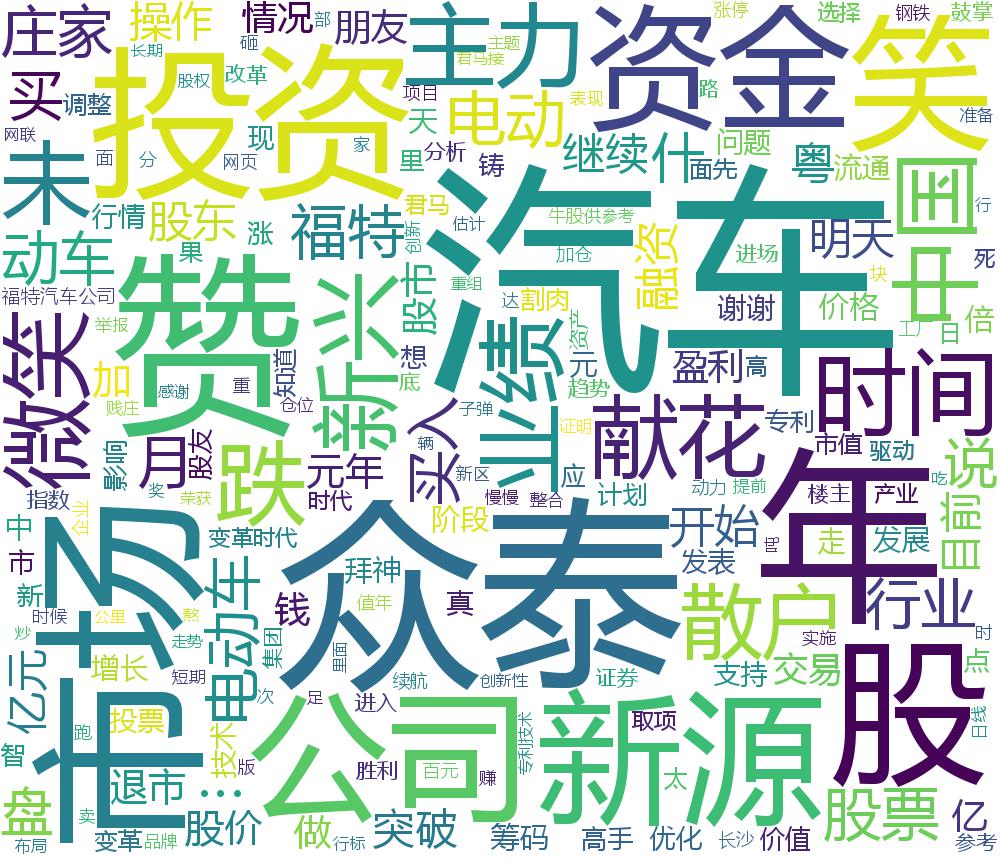 庄家
操作
情况
部
朋友
主力
资金
涨停
选择
钢铁
鼓掌
笑
长期
砸
主题
君马接
买
调整
投资
股权
改革
项目
电动
表现
路
准备
网联
面
分
网页
现
家
天
里
分析
铸
继续
什
面先
问题
粤
流通
中国
行
未
行情
股东
涨
福特
君马
估计
创新
牛股供参考
加仓
融资
进场
明天
死
动车
果
汽车
块
福特汽车公司
举报
赞
新兴
股市
重组
达
割肉
资产
谢谢
价格
工厂
日
倍
微笑
加
贱庄
感谢
重
知道
仓位
想
底
业绩
元
趋势
盈利
高
时间
子弹
买入
辆
新区
证明
献花
专利
市值
驱动
说
吃
影响
月
股友
跌
元年
时代
应
慢慢
整合
计划
动力
提前
楼主
产业
年
目前
指数
奖
荣获
中
企业
市场
变革时代
众泰
阶段
开始
发表
昆
走
发展
市
新
时候
公里
熬
电动车
拜神
值年
钱
真
散户
行业
时
炒
走势
集团
里面
实施
亿元
增长
短期
次
足
进入
续航
创新性
证券
支持
交易
股
点
日线
智
跑
投票
技术
版
公司
专利技术
新源
取项
胜利
百元
赚
太
盘
卖
退市
…
股价
股票
亿
布局
变革
品牌
做
行标
突破
筹码
高手
优化
长沙
价值
参考